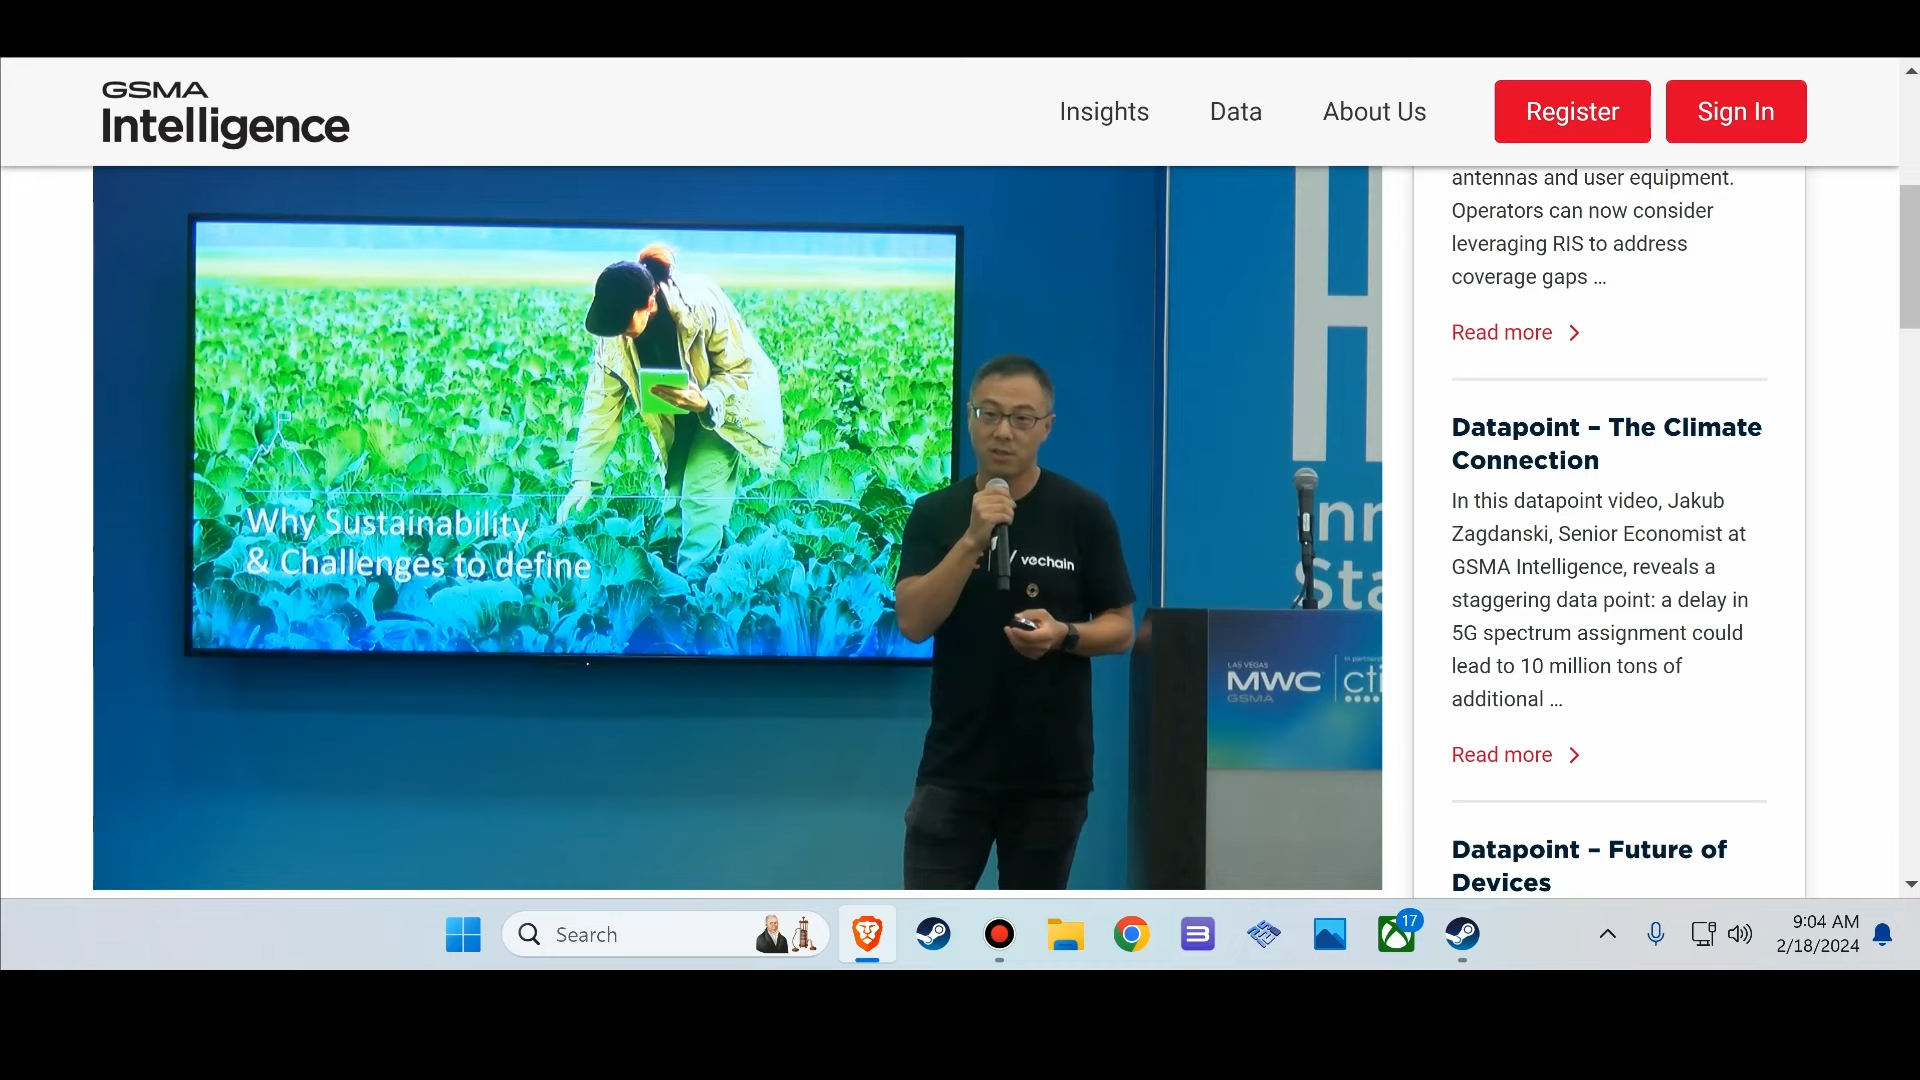 GSMA
Intelligence
Insights
Data
About Us
Register
Sign In
Why Sustainability
& Challenges to define
vechain
LAS VEGAS
MWC
GSMA
antennas and user equipment.
Operators can now consider
leveraging RIS to address
coverage gaps ...
Read more
Datapoint – The Climate
Connection
In this datapoint video, Jakub
Zagdanski, Senior Economist at
GSMA Intelligence, reveals a
staggering data point: a delay in
5G spectrum assignment could
lead to 10 million tons of
additional ...
Read more
Datapoint – Future of
Devices
Search
17
9:04 AM
2/18/2024